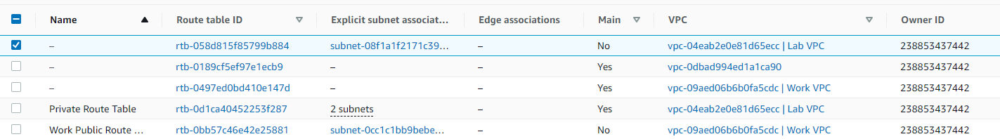 Name Route table ID Explicit subnet associat... Edge associations Main VPC Owner ID
– rtb-058d815f85799b884 subnet-08f1a1f2171c39... – No vpc-04eab2e0e81d65ecc | Lab VPC 238853437442
– rtb-0189cf5ef97e1ecb9 – – Yes vpc-0dbad994ed1a1ca90 238853437442
– rtb-0497ed0bd410e147d – – Yes vpc-09aed06b6b0fa5cdc | Work VPC 238853437442
Private Route Table rtb-0d1ca40452253f287 2 subnets – Yes vpc-04eab2e0e81d65ecc | Lab VPC 238853437442
Work Public Route ... rtb-0bb57c46e42e25881 subnet-0cc1c1bb9bebe... – No vpc-09aed06b6b0fa5cdc | Work VPC 238853437442